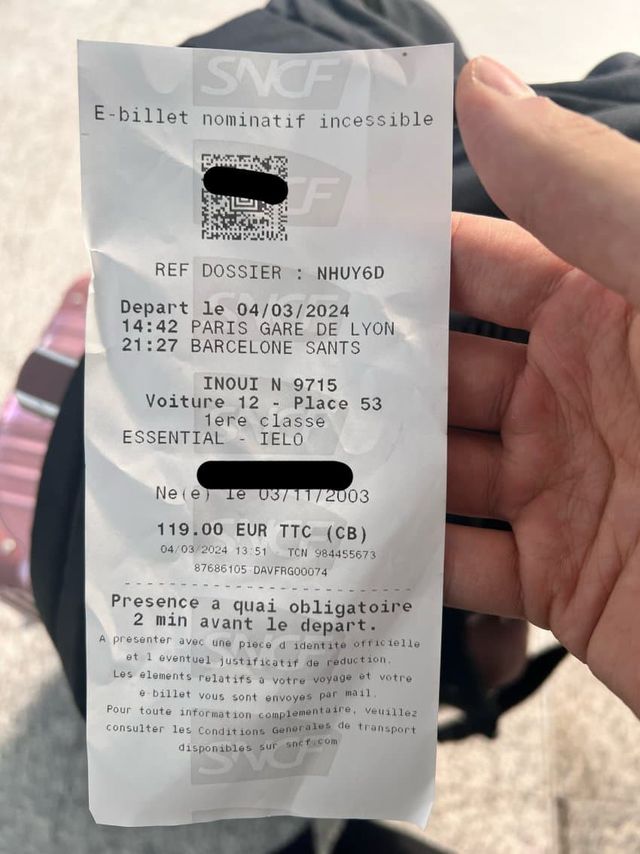 SNCF
E-billet nominatif incessible
REF DOSSIER : NHUY6D
Depart le 04/03/2024
14:42 PARIS GARE DE LYON
21:27 BARCELONE SANTS
INOUI N 9715
Voiture 12 - Place 53
1ere classe
ESSENTIAL - IELO
Ne(e) le 03/11/2003
119.00 EUR TTC (CB)
04/03/2024 13:51 TCN 984455673
87686105 DAVFRG00074
Presence a quai obligatoire
2 min avant le depart.
A presenter avec une piece d identite officielle
et l eventuel justificatif de reduction.
Les elements relatifs a votre voyage et votre
e-billet vous sont envoyes par mail.
Pour toute information complementaire, veuillez
consulter les Conditions Generales de transport
disponibles sur sncf.com
SNCF